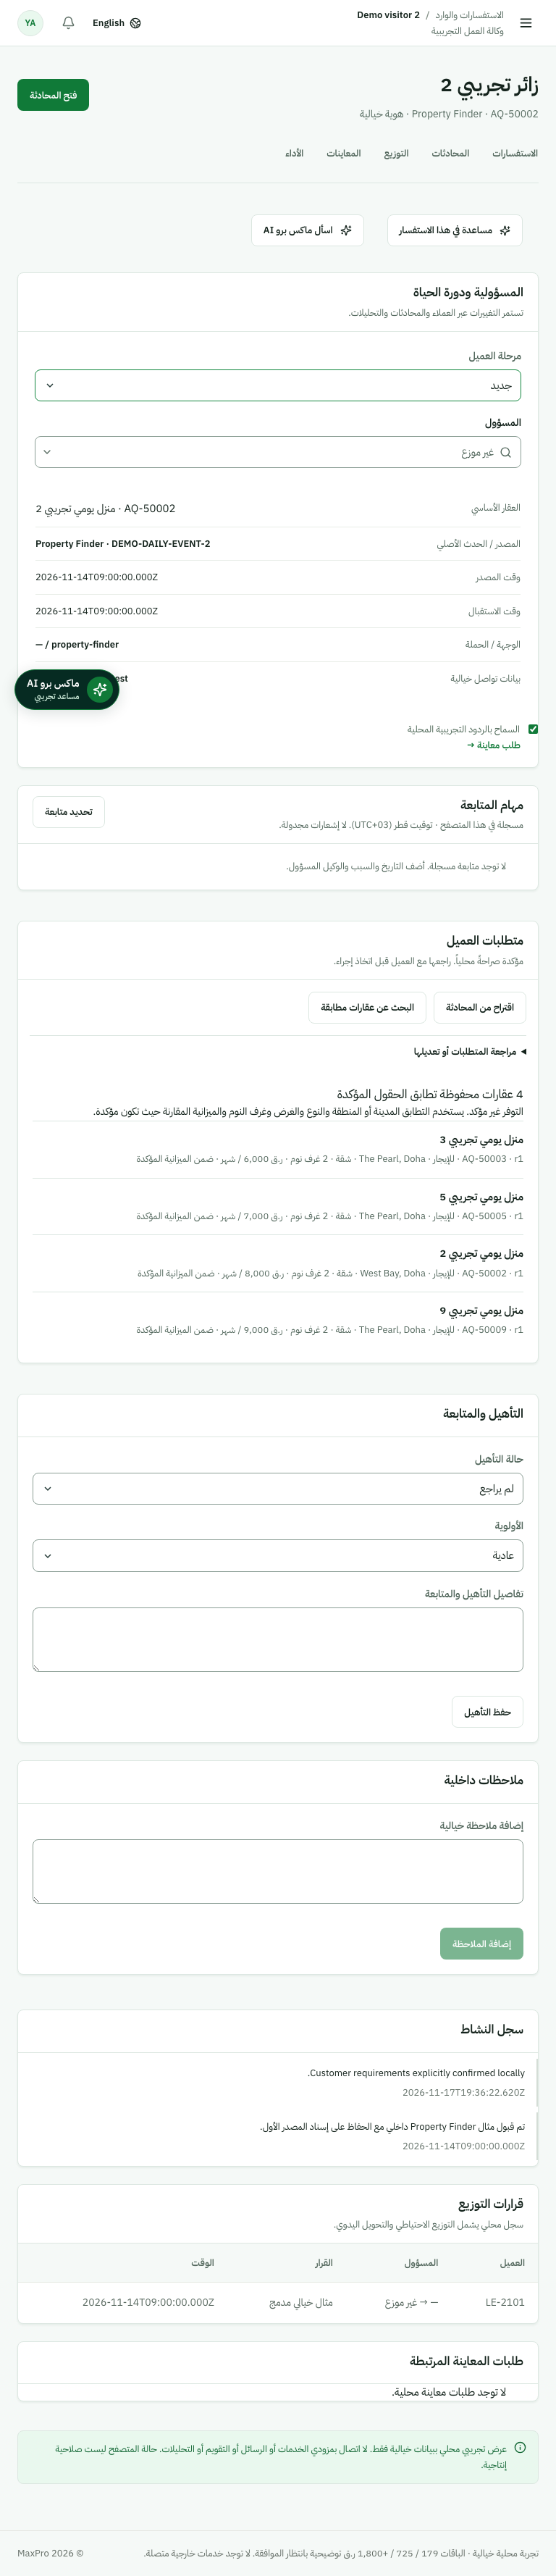 الاستفسارات والوارد / Demo visitor 2
وكالة العمل التجريبية
English
YA
زائر تجريبي 2
AQ-50002 · Property Finder · هوية خيالية
فتح المحادثة
الاستفسارات
المحادثات
التوزيع
المعاينات
الأداء
مساعدة في هذا الاستفسار
اسأل ماكس برو AI
المسؤولية ودورة الحياة
تستمر التغييرات عبر العملاء والمحادثات والتحليلات.
مرحلة العميل
جديد
المسؤول
غير موزع
العقار الأساسي
AQ-50002 · منزل يومي تجريبي 2
المصدر / الحدث الأصلي
Property Finder · DEMO-DAILY-EVENT-2
وقت المصدر
2026-11-14T09:00:00.000Z
وقت الاستقبال
2026-11-14T09:00:00.000Z
الوجهة / الحملة
— / property-finder
بيانات تواصل خيالية
ماكس برو AI
مساعد تجريبي
السماح بالردود التجريبية المحلية
طلب معاينة →
مهام المتابعة
مسجلة في هذا المتصفح · توقيت قطر (UTC+03). لا إشعارات مجدولة.
تحديد متابعة
لا توجد متابعة مسجلة. أضف التاريخ والسبب والوكيل المسؤول.
متطلبات العميل
مؤكدة صراحةً محلياً. راجعها مع العميل قبل اتخاذ إجراء.
اقتراح من المحادثة
البحث عن عقارات مطابقة
مراجعة المتطلبات أو تعديلها
4 عقارات محفوظة تطابق الحقول المؤكدة
التوفر غير مؤكد. يستخدم التطابق المدينة أو المنطقة والنوع والغرض وغرف النوم والميزانية المقارنة حيث تكون مؤكدة.
منزل يومي تجريبي 3
AQ-50003 · r1 · للإيجار · The Pearl, Doha · شقة · 2 غرف نوم · ر.ق 6,000 / شهر · ضمن الميزانية المؤكدة
منزل يومي تجريبي 5
AQ-50005 · r1 · للإيجار · The Pearl, Doha · شقة · 2 غرف نوم · ر.ق 7,000 / شهر · ضمن الميزانية المؤكدة
منزل يومي تجريبي 2
AQ-50002 · r1 · للإيجار · West Bay, Doha · شقة · 2 غرف نوم · ر.ق 8,000 / شهر · ضمن الميزانية المؤكدة
منزل يومي تجريبي 9
AQ-50009 · r1 · للإيجار · The Pearl, Doha · شقة · 2 غرف نوم · ر.ق 9,000 / شهر · ضمن الميزانية المؤكدة
التأهيل والمتابعة
حالة التأهيل
لم يراجع
الأولوية
عادية
تفاصيل التأهيل والمتابعة
حفظ التأهيل
ملاحظات داخلية
إضافة ملاحظة خيالية
إضافة الملاحظة
سجل النشاط
Customer requirements explicitly confirmed locally.
2026-11-17T19:36:22.620Z
تم قبول مثال Property Finder داخلي مع الحفاظ على إسناد المصدر الأول.
2026-11-14T09:00:00.000Z
قرارات التوزيع
سجل محلي يشمل التوزيع الاحتياطي والتحويل اليدوي.
العميل المسؤول القرار الوقت
LE-2101 — → غير موزع مثال خيالي مدمج 2026-11-14T09:00:00.000Z
طلبات المعاينة المرتبطة
لا توجد طلبات معاينة محلية.
عرض تجريبي محلي ببيانات خيالية فقط. لا اتصال بمزودي الخدمات أو الرسائل أو التقويم أو التحليلات. حالة المتصفح ليست صلاحية
إنتاجية.
تجربة محلية خيالية · الباقات 179 / 725 / +1,800 ر.ق توضيحية بانتظار الموافقة. لا توجد خدمات خارجية متصلة.
© 2026 MaxPro